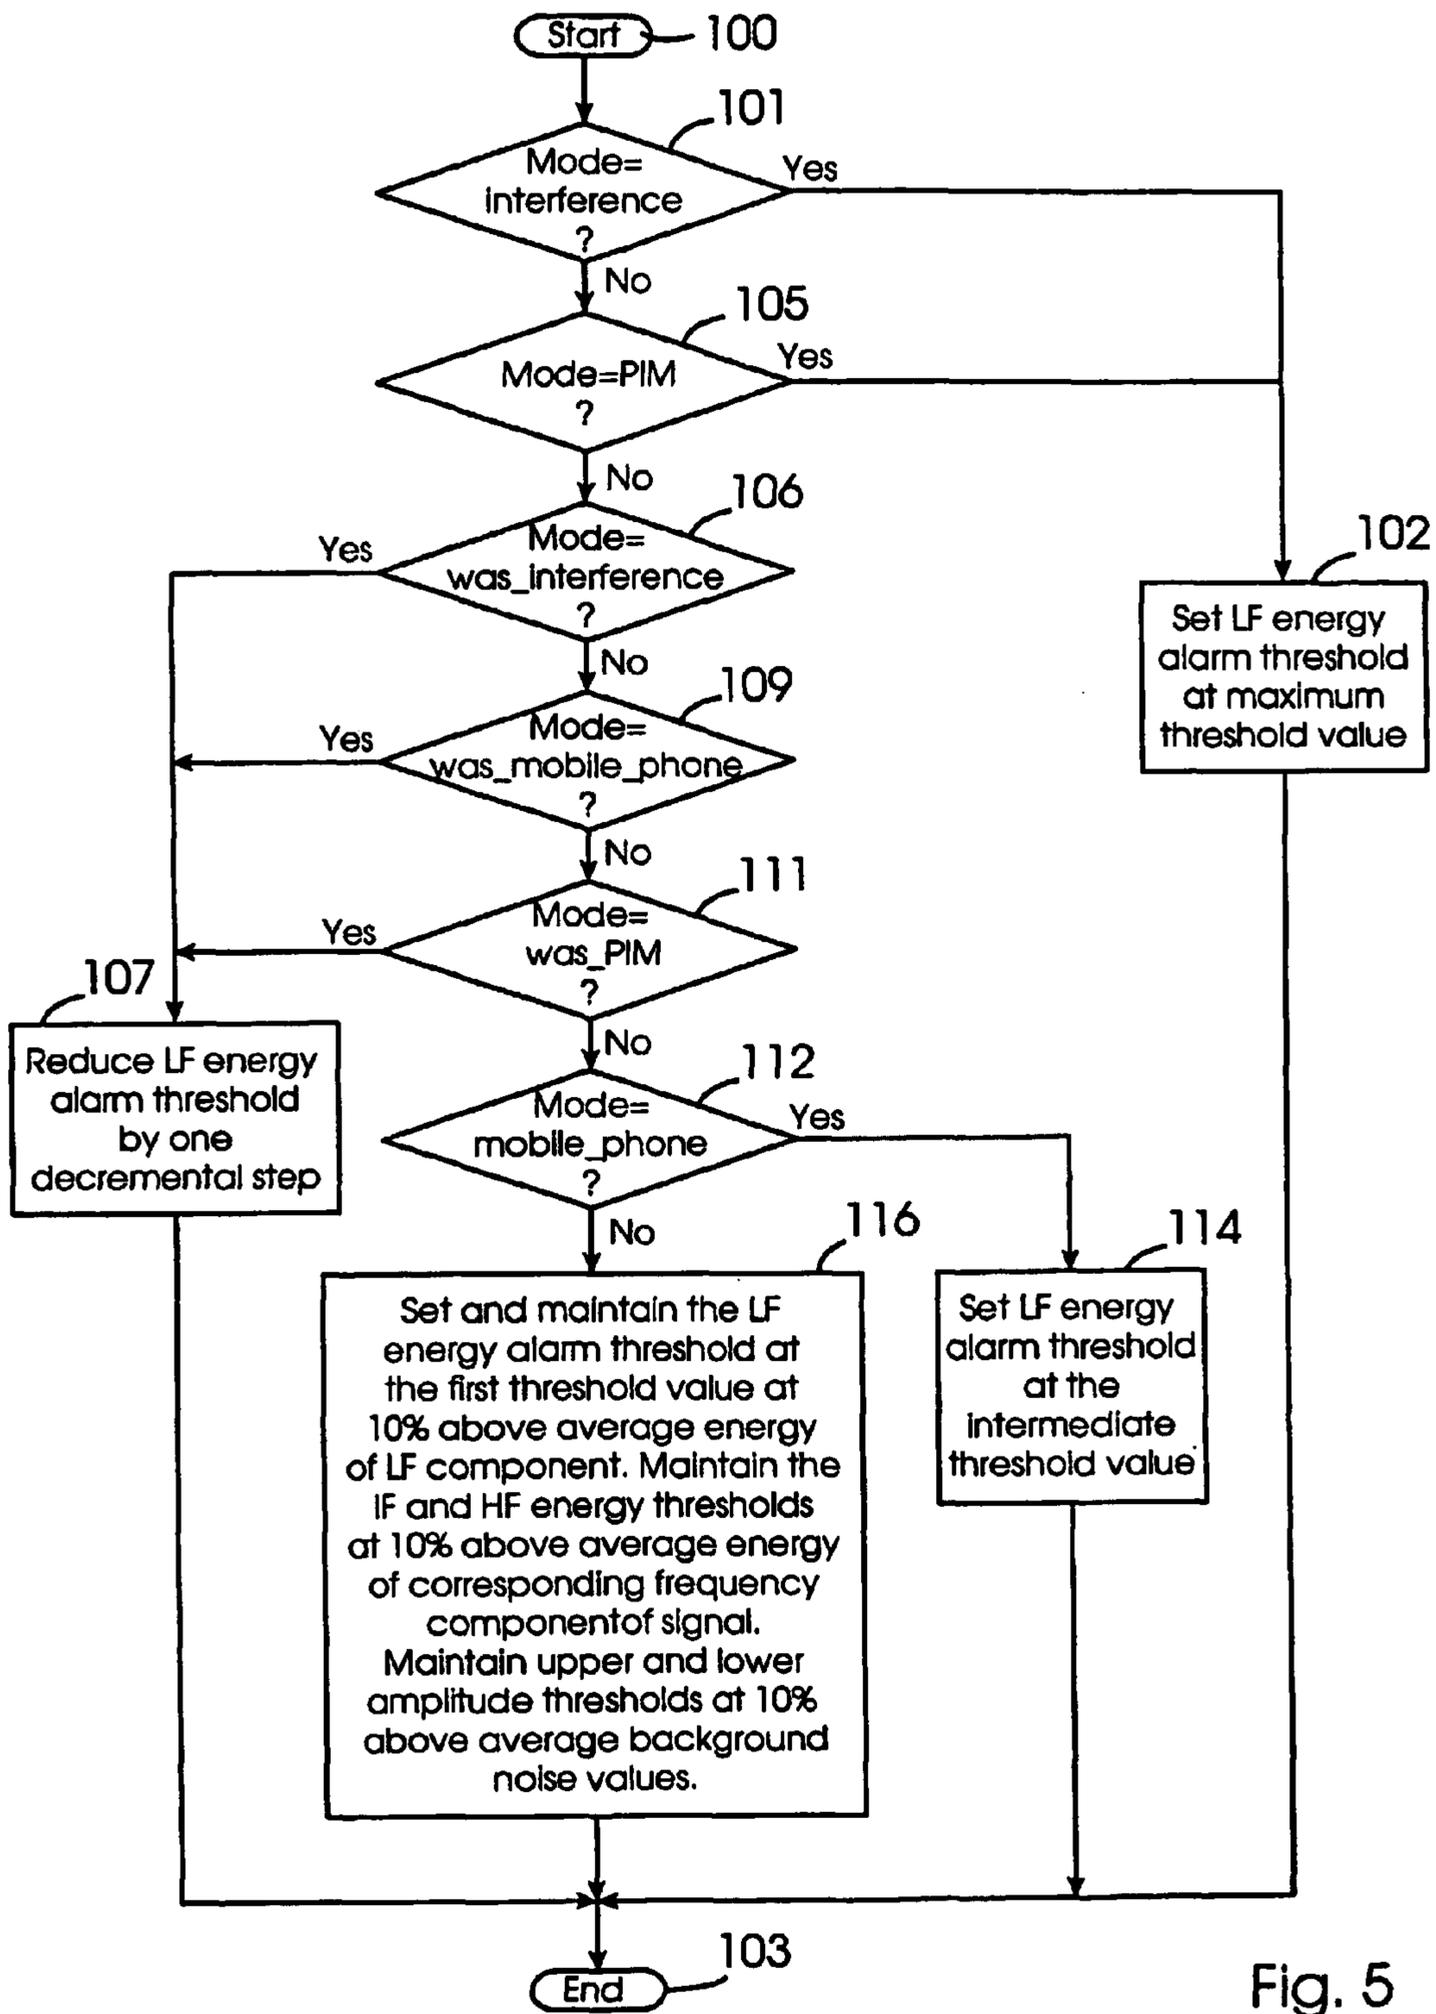 Start
100
101
Mode=
interference
?
Yes
No
105
Mode=PIM
?
Yes
No
106
Mode=
was_interference
?
Yes
No
102
Set LF energy
alarm threshold
at maximum
threshold value
109
Mode=
was_mobile_phone
?
Yes
No
111
Mode=
was_PIM
?
Yes
No
107
Reduce LF energy
alarm threshold
by one
decremental step
112
Mode=
mobile_phone
?
Yes
No
116
Set and maintain the LF
energy alarm threshold at
the first threshold value at
10% above average energy
of LF component. Maintain the
IF and HF energy thresholds
at 10% above average energy
of corresponding frequency
componentof signal.
Maintain upper and lower
amplitude thresholds at 10%
above average background
noise values.
114
Set LF energy
alarm threshold
at the
intermediate
threshold value
103
End
Fig. 5